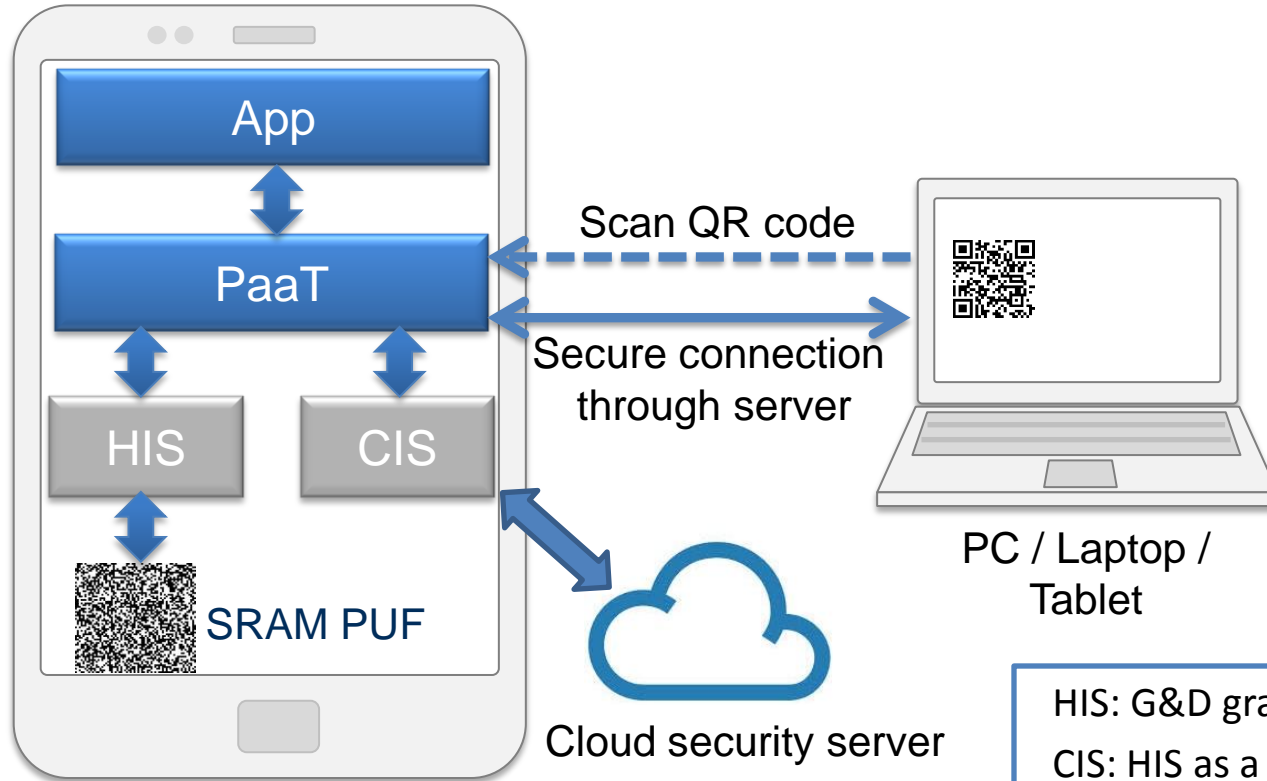 App
PaaT
HIS
CIS
SRAM PUF
Scan QR code
Secure connection
through server
PC / Laptop /
Tablet
Cloud security server
HIS: G&D
CIS: HIS as a